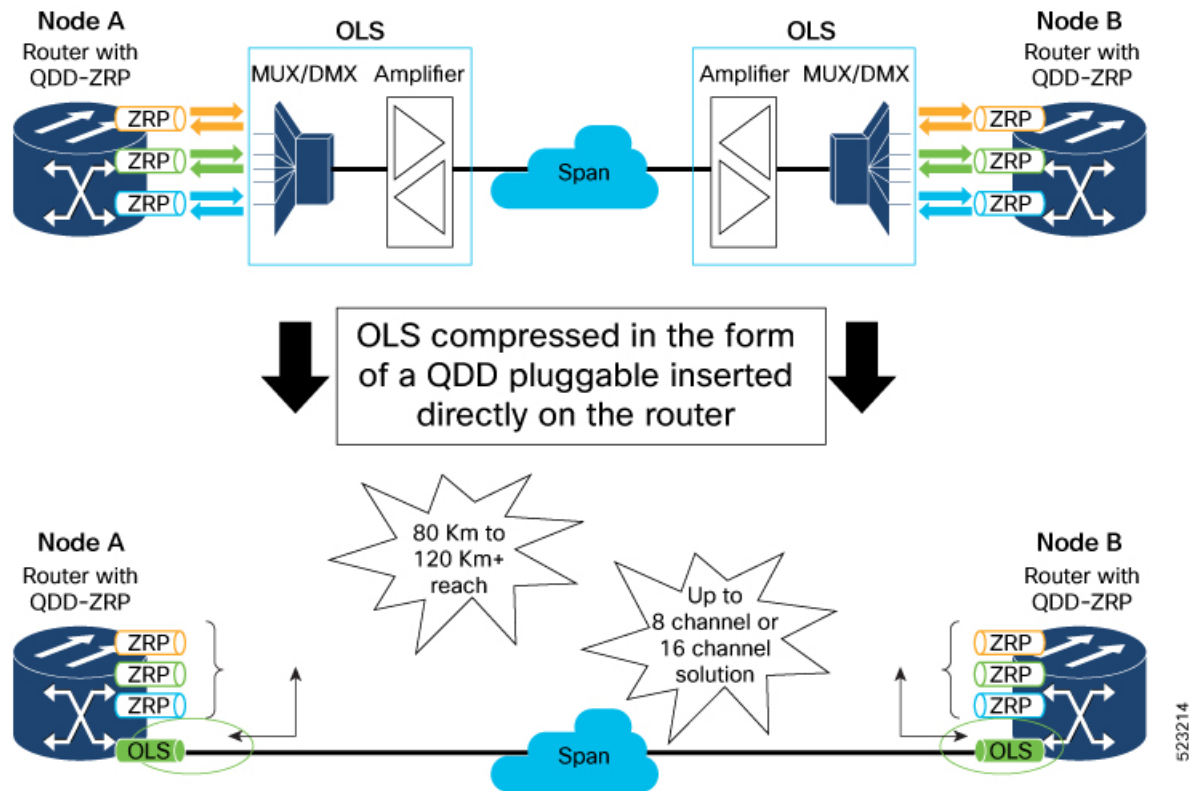 Node A
Router with
QDD-ZRP
OLS
OLS
Node B
Router with
QDD-ZRP
MUX/DMX
Amplifier
Amplifier
MUX/DMX
ZRP
ZRP
ZRP
Span
ZRP
ZRP
ZRP
OLS compressed in the form
of a QDD pluggable inserted
directly on the router
80 Km to
120 Km+
reach
Up to
8 channel or
16 channel
solution
Node A
Router with
QDD-ZRP
ZRP
ZRP
ZRP
OLS
Span
Node B
Router with
QDD-ZRP
ZRP
ZRP
ZRP
OLS
523214